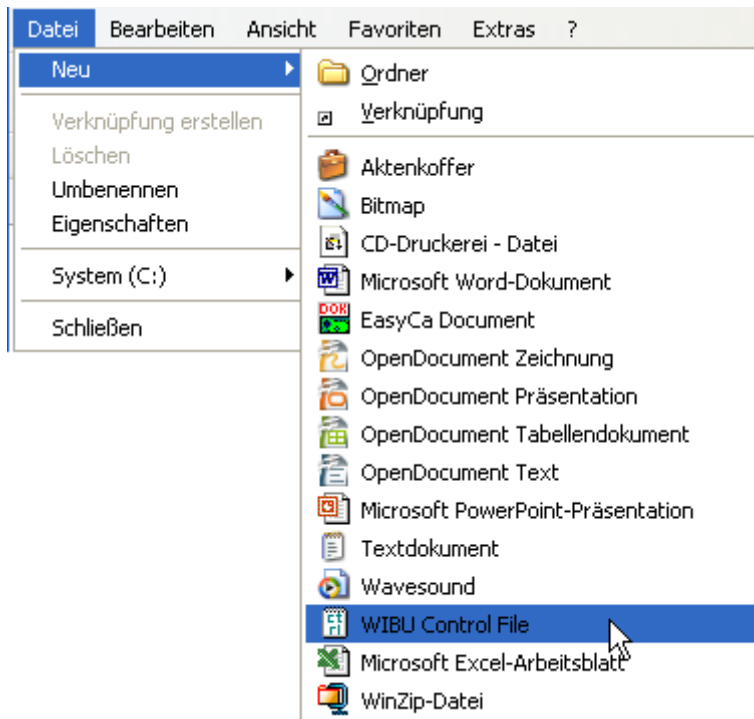 Datei Bearbeiten Ansicht Favoriten Extras ?
Neu
Verknüpfung erstellen
Löschen
Umbenennen
Eigenschaften
System (C:)
Schließen
Ordner
Verknüpfung
Aktenkoffer
Bitmap
CD-Druckerei - Datei
Microsoft Word-Dokument
EasyCa Document
OpenDocument Zeichnung
OpenDocument Präsentation
OpenDocument Tabellendokument
OpenDocument Text
Microsoft PowerPoint-Präsentation
Textdokument
Wavesound
WIBU Control File
Microsoft Excel-Arbeitsblatt
WinZip-Datei